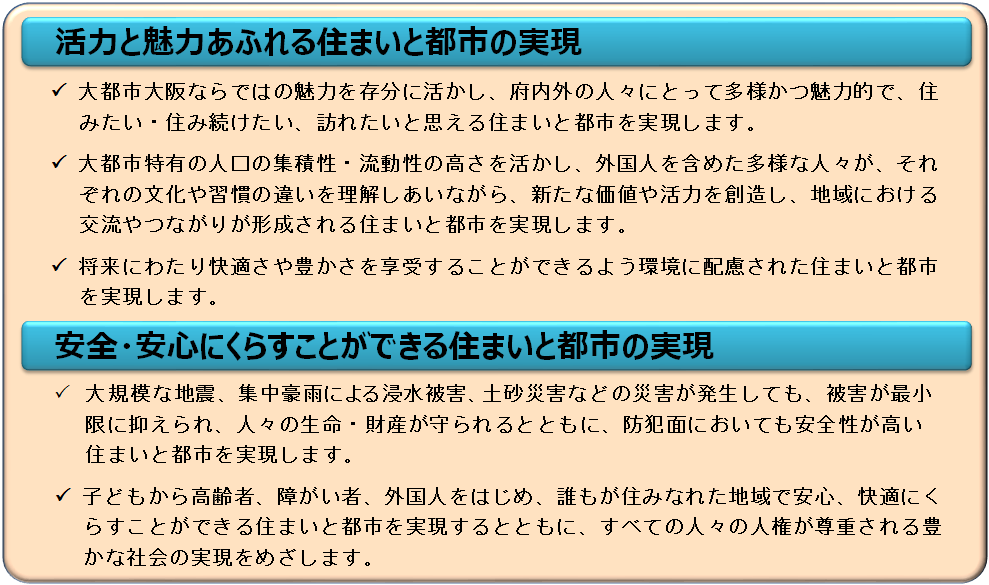 活力と魅力あふれる住まいと都市の実現
✓ 大都市大阪ならではの魅力を存分に活かし、府内外の人々にとって多様かつ魅力的で、住
みたい・住み続けたい、訪れたいと思える住まいと都市を実現します。
✓ 大都市特有の人口の集積性・流動性の高さを活かし、外国人を含めた多様な人々が、それ
ぞれの文化や習慣の違いを理解しあいながら、新たな価値や活力を創造し、地域における
交流やつながりが形成される住まいと都市を実現します。
✓ 将来にわたり快適さや豊かさを享受することができるよう環境に配慮された住まいと都市
を実現します。
安全・安心にくらすことができる住まいと都市の実現
✓ 大規模な地震、集中豪雨による浸水被害、土砂災害などの災害が発生しても、被害が最小
限に抑えられ、人々の生命・財産が守られるとともに、防犯面においても安全性が高い
住まいと都市を実現します。
✓ 子どもから高齢者、障がい者、外国人をはじめ、誰もが住みなれた地域で安心、快適にく
らすことができる住まいと都市を実現するとともに、すべての人々の人権が尊重される豊
かな社会の実現をめざします。